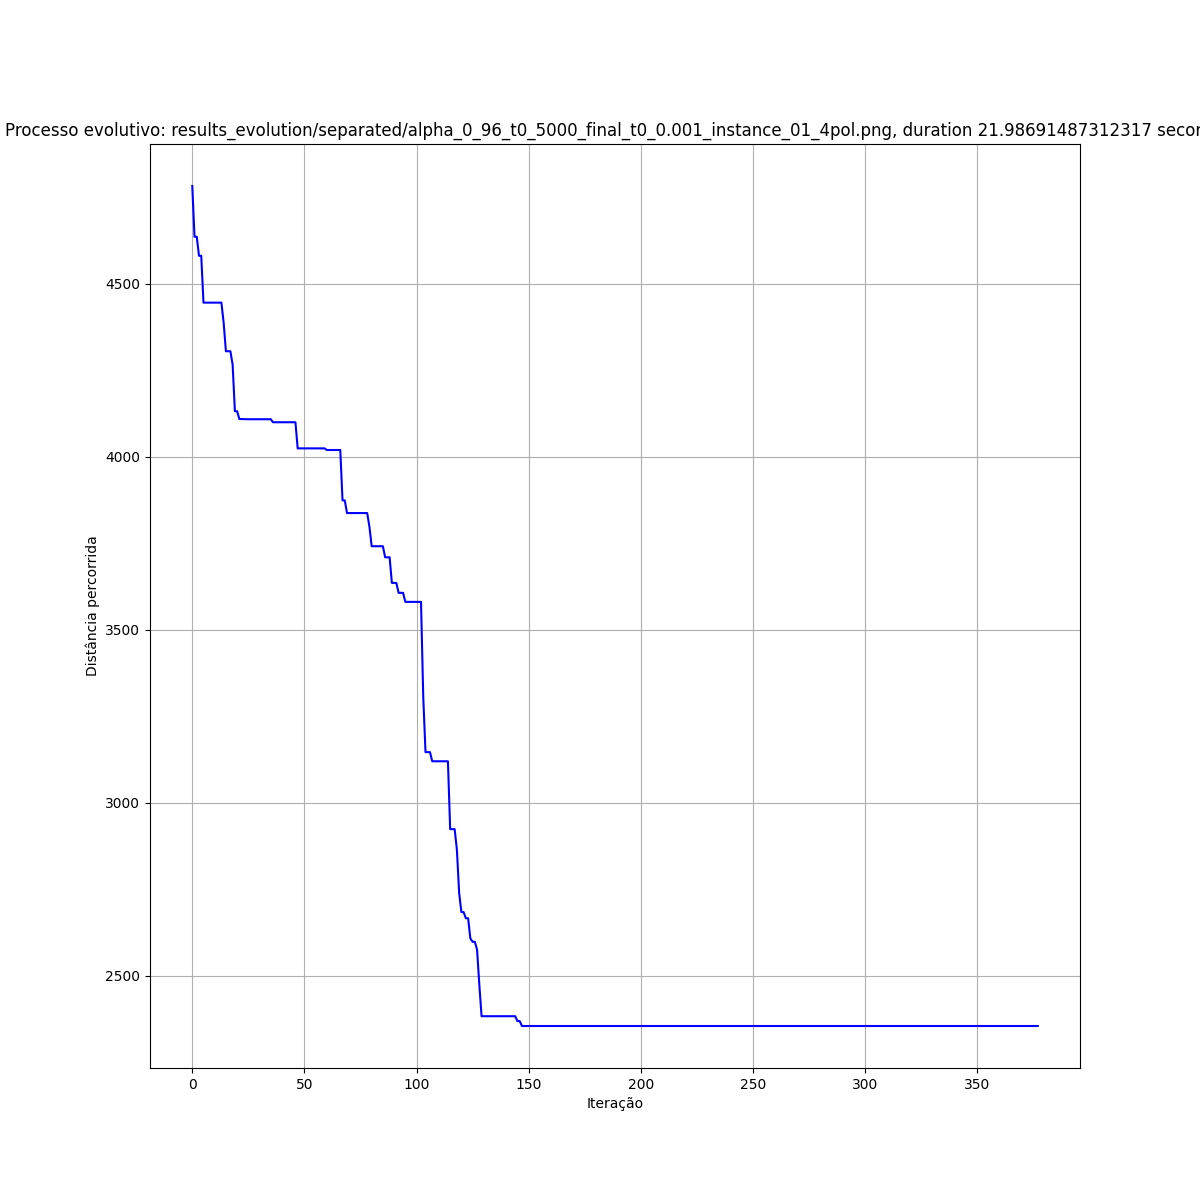 Processo evolutivo: results_evolution/separated/alpha_0_96_t0_5000_final_t0_0.001_instance_01_4pol.png, duration 21.98691487312317 secon
4500
4000
3500
3000
2500
Distância percorrida
0 50 100 150 200 250 300 350
Iteração